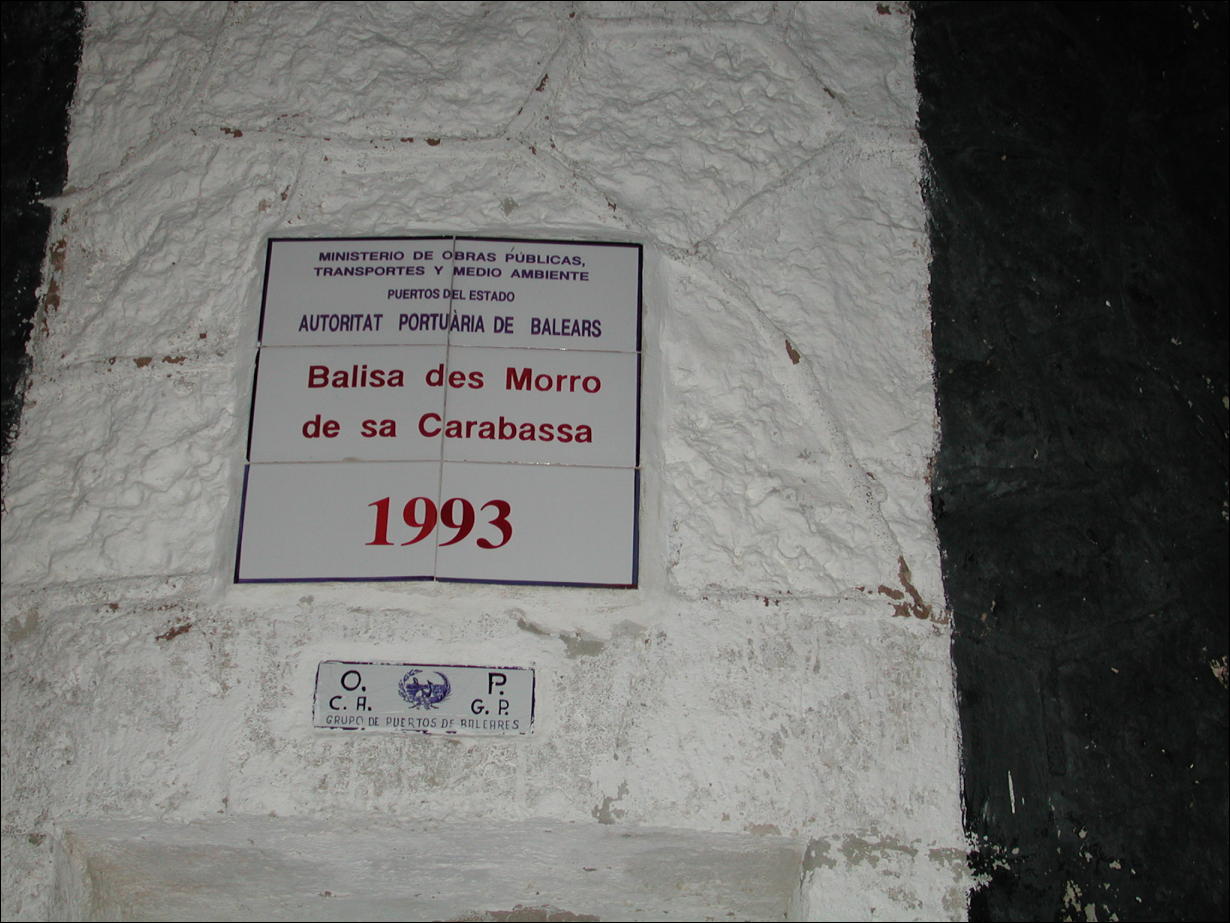 MINISTERIO DE OBRAS PÚBLICAS,
TRANSPORTES Y MEDIO AMBIENTE
PUERTOS DEL ESTADO
AUTORITAT PORTUÀRIA DE BALEARS
Balisa des Morro
de sa Carabassa
1993
O. P.
C. A. G. P.
GRUPO DE PUERTOS DE BALEARES